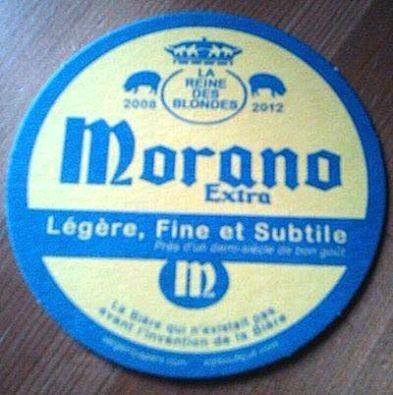 LA
REINE
DES
BLONDES
2008
2012
Morano
Extra
Légère, Fine et Subtile
Près d'un demi-siècle de bon goût
M
La Bière qui n'existait pas
avant l'invention de la Bière